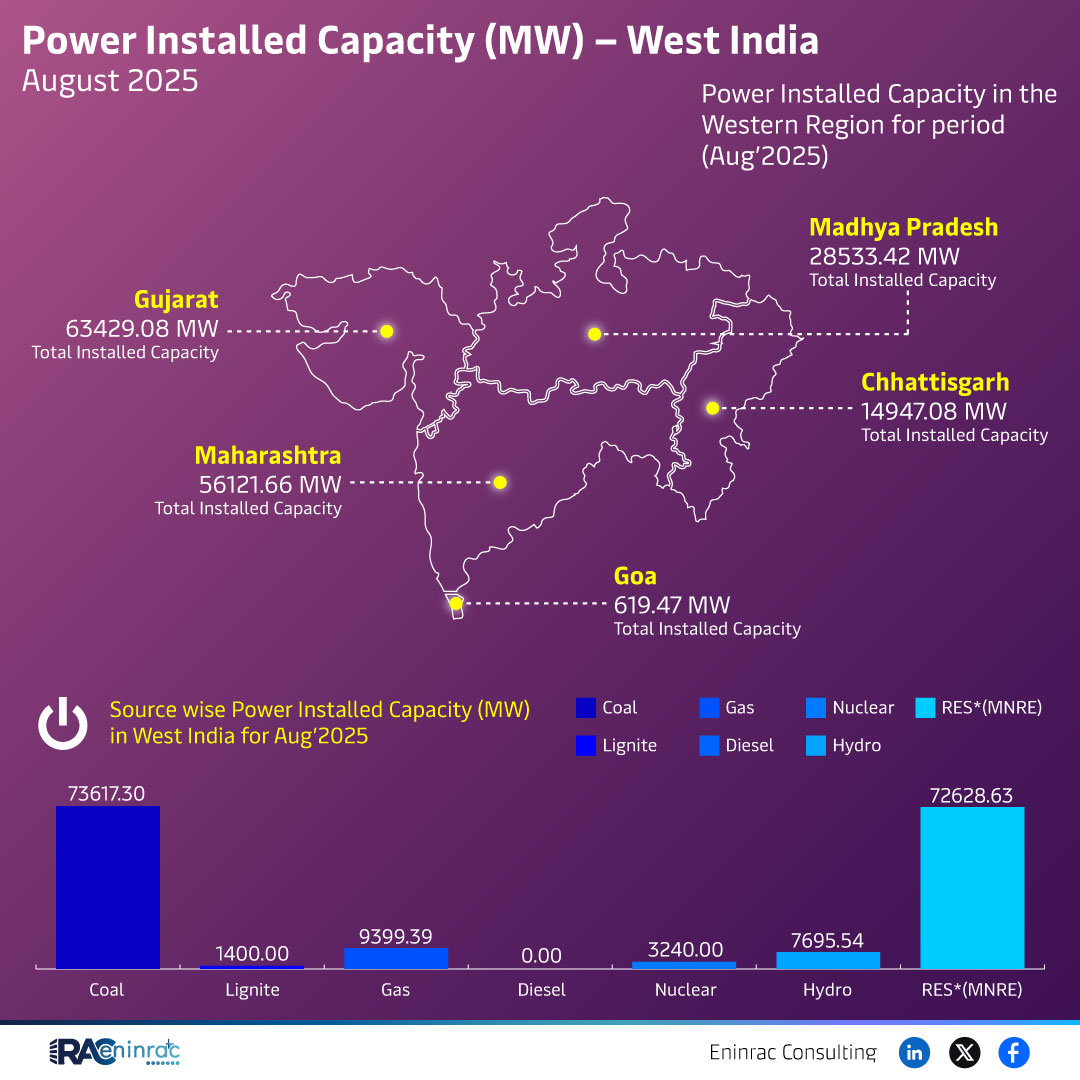 Power Installed Capacity (MW) – West India
August 2025
Power Installed Capacity in the
Western Region for period
(Aug'2025)
Madhya Pradesh
28533.42 MW
Total Installed Capacity
Gujarat
63429.08 MW
Total Installed Capacity
Chhattisgarh
14947.08 MW
Total Installed Capacity
Maharashtra
56121.66 MW
Total Installed Capacity
Goa
619.47 MW
Total Installed Capacity
Source wise Power Installed Capacity (MW)
in West India for Aug'2025
Coal
Gas
Nuclear
RES*(MNRE)
Lignite
Diesel
Hydro
73617.30
1400.00
9399.39
0.00
3240.00
7695.54
72628.63
Coal
Lignite
Gas
Diesel
Nuclear
Hydro
RES*(MNRE)
IRAC eninrac
Eninrac Consulting
in
X
f